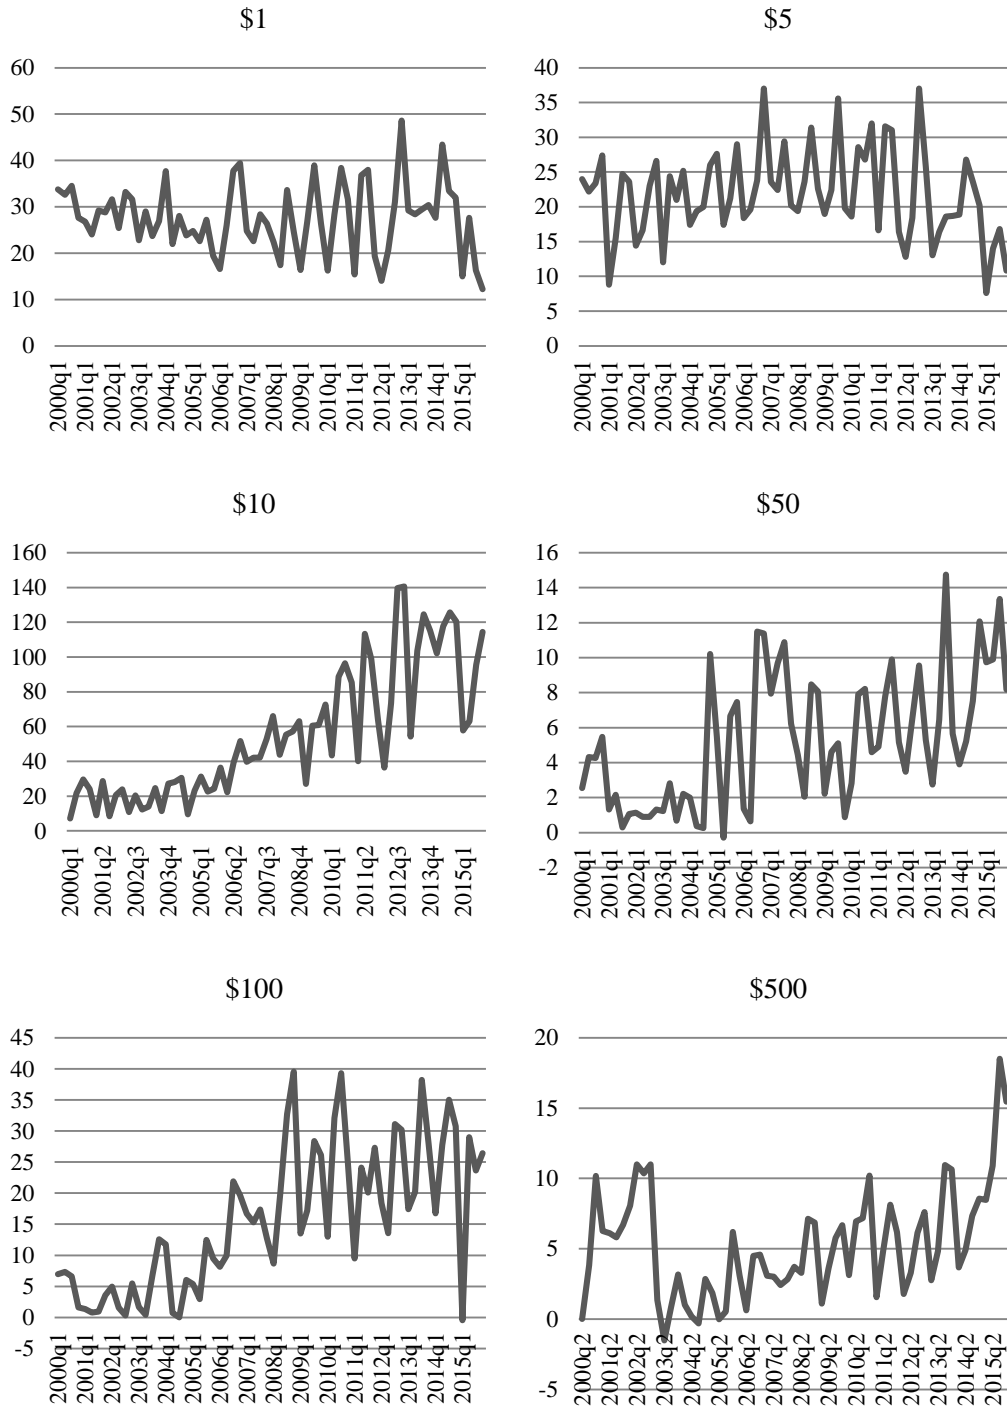 $1
60
50
40
30
20
10
0
2000q1
2001q1
2002q1
2003q1
2004q1
2005q1
2006q1
2007q1
2008q1
2009q1
2010q1
2011q1
2012q1
2013q1
2014q1
2015q1
$5
40
35
30
25
20
15
10
5
0
2000q1
2001q1
2002q1
2003q1
2004q1
2005q1
2006q1
2007q1
2008q1
2009q1
2010q1
2011q1
2012q1
2013q1
2014q1
2015q1
$10
160
140
120
100
80
60
40
20
0
2000q1
2001q2
2002q3
2003q4
2005q1
2006q2
2007q3
2008q4
2010q1
2011q2
2012q3
2013q4
2015q1
$50
16
14
12
10
8
6
4
2
0
-2
2000q1
2001q1
2002q1
2003q1
2004q1
2005q1
2006q1
2007q1
2008q1
2009q1
2010q1
2011q1
2012q1
2013q1
2014q1
2015q1
$100
45
40
35
30
25
20
15
10
5
0
-5
2000q1
2001q1
2002q1
2003q1
2004q1
2005q1
2006q1
2007q1
2008q1
2009q1
2010q1
2011q1
2012q1
2013q1
2014q1
2015q1
$500
20
15
10
5
0
-5
2000q2
2001q2
2002q2
2003q2
2004q2
2005q2
2006q2
2007q2
2008q2
2009q2
2010q2
2011q2
2012q2
2013q2
2014q2
2015q2